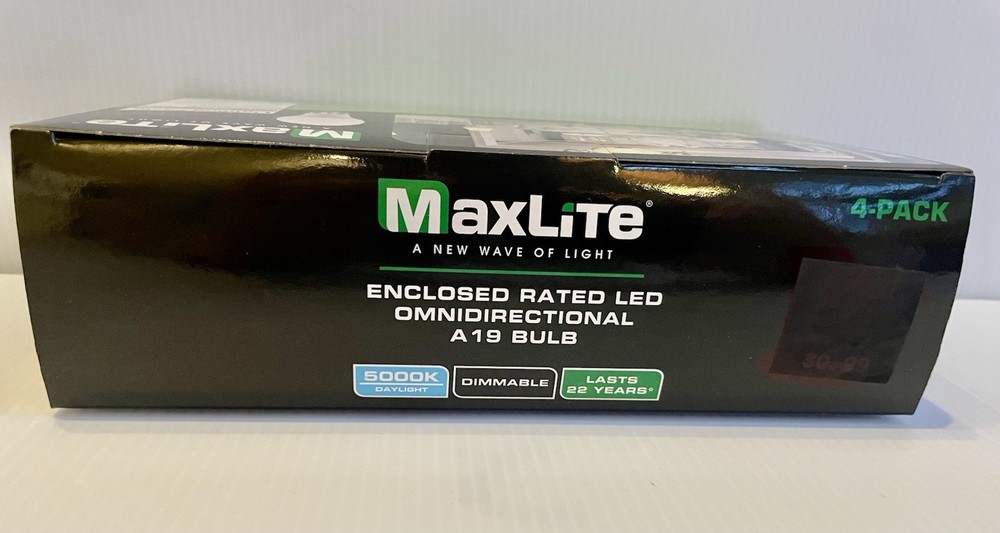 MAXLITE
MAXLITE®
A NEW WAVE OF LIGHT
4-PACK
ENCLOSED RATED LED
OMNIDIRECTIONAL
A19 BULB
5000K
DAYLIGHT
DIMMABLE
LASTS
22 YEARS*